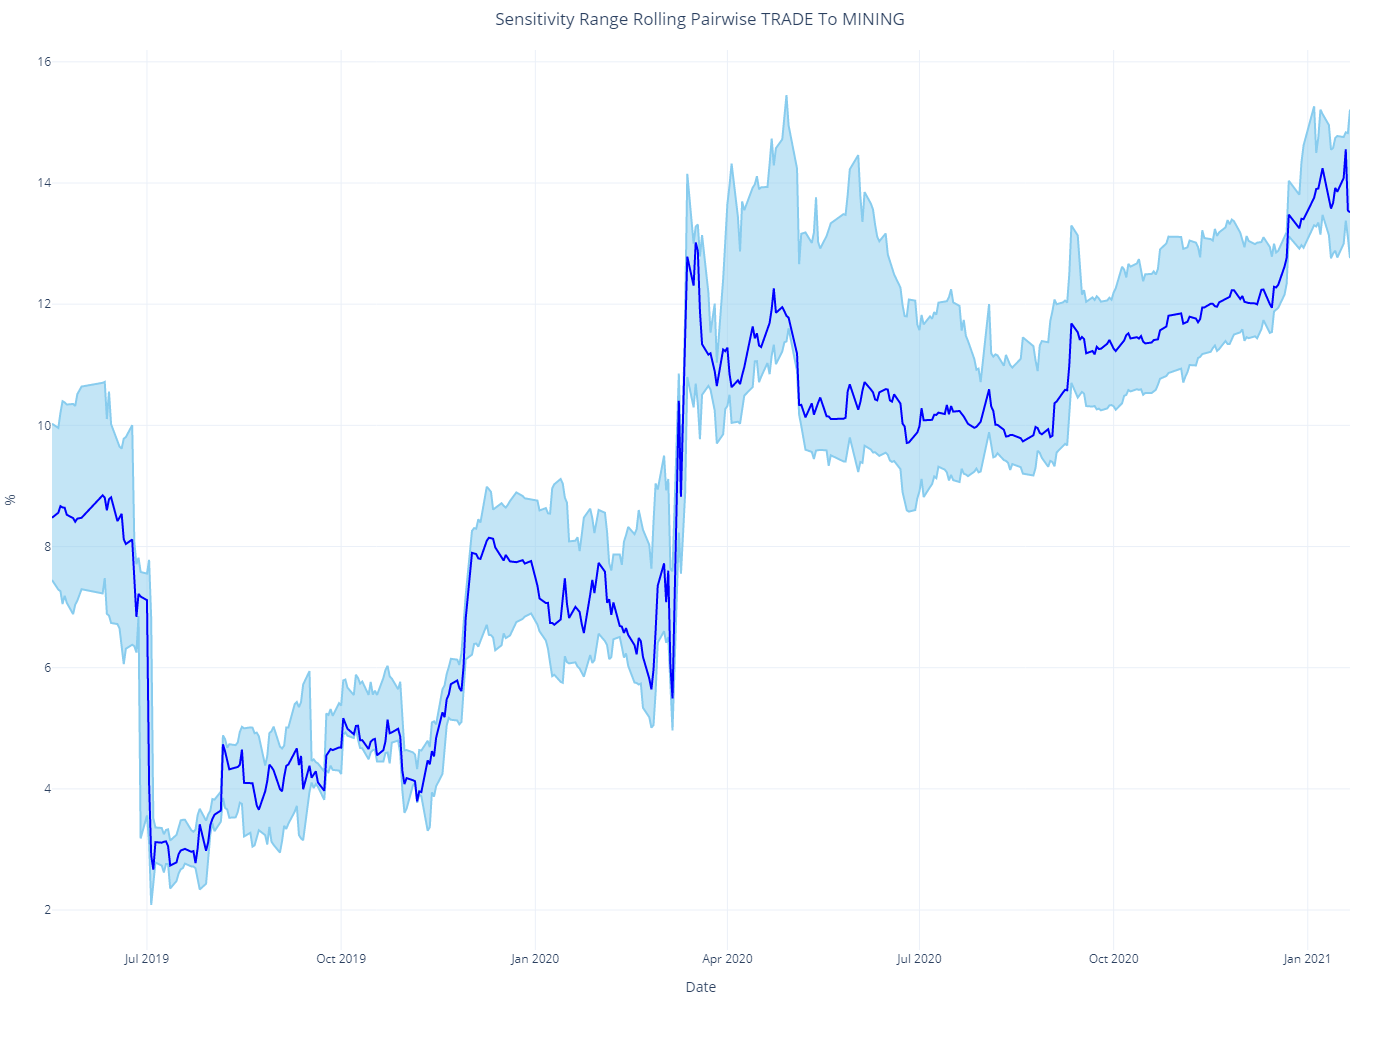 Sensitivity Range Rolling Pairwise TRADE To MINING
16
14
12
10
8
6
4
2
%
Jul 2019
Oct 2019
Jan 2020
Apr 2020
Jul 2020
Oct 2020
Jan 2021
Date